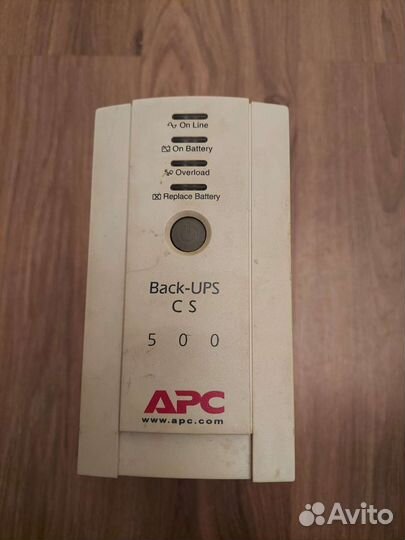 On Line
On Battery
Overload
Replace Battery
Back-UPS
CS
500
APC
www.apc.com
Avito